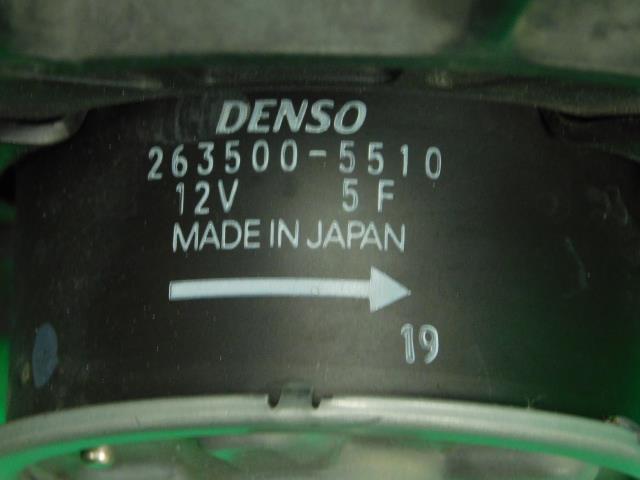 DENSO
263500-5510
12V 5F
MADE IN JAPAN
19